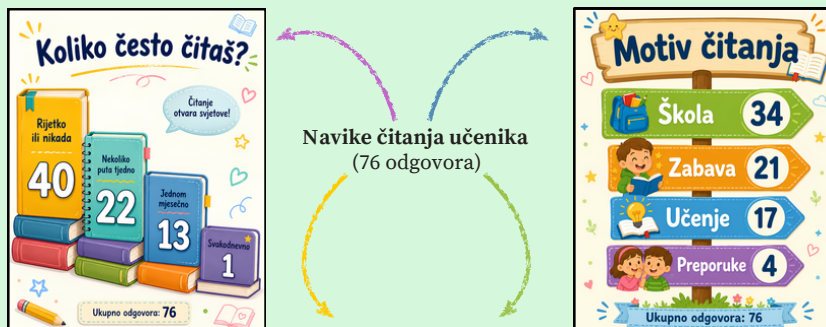 Koliko često čitaš?
Čitanje
otvara svjetove!
Rijetko
ili nikada
40
Nekoliko
puta tjedno
22
Jednom
mjesečno
13
Svakodnevno
1
Ukupno odgovora: 76
Navike čitanja učenika
(76 odgovora)
Motiv čitanja
Škola 34
Zabava 21
Učenje 17
Preporuke 4
Ukupno odgovora: 76